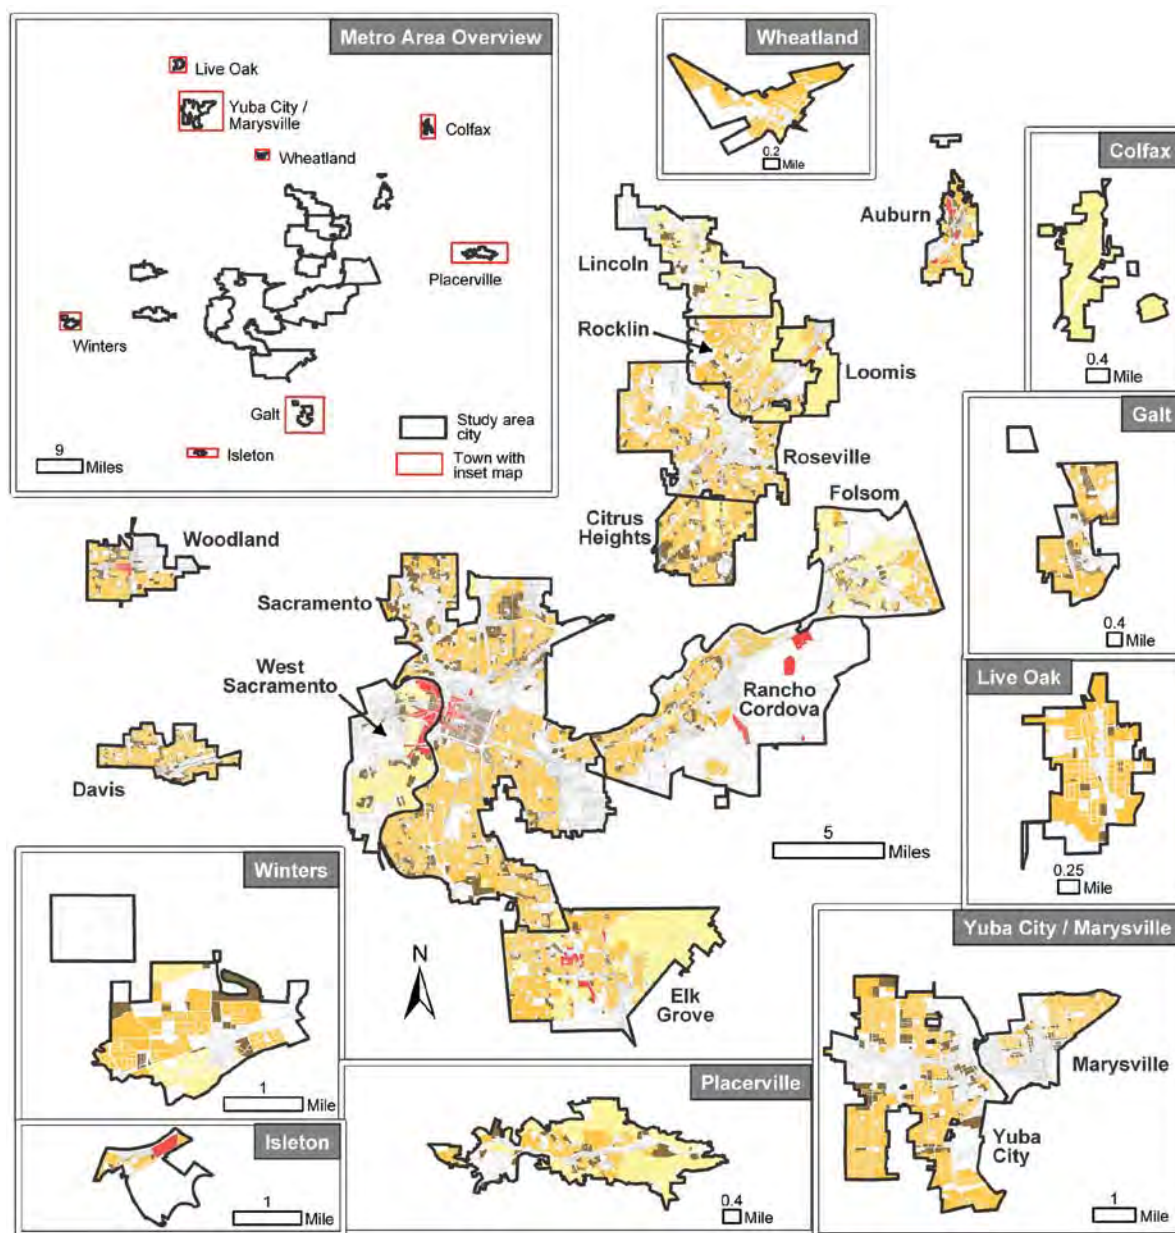 Metro Area Overview
Live Oak
Yuba City /
Marysville
Colfax
Wheatland
Placerville
Winters
Galt
Isleton
Study area
city
Town with
inset map
9
Miles
Wheatland
0.2
Mile
Colfax
0.4
Mile
Auburn
Lincoln
Rocklin
Loomis
Roseville
Folsom
Citrus
Heights
Galt
0.4
Mile
Woodland
Sacramento
West
Sacramento
Rancho
Cordova
Davis
5
Miles
Live Oak
0.25
Mile
Winters
1
Mile
N
Elk
Grove
Yuba City / Marysville
Marysville
Yuba
City
1
Mile
Isleton
1
Mile
Placerville
0.4
Mile